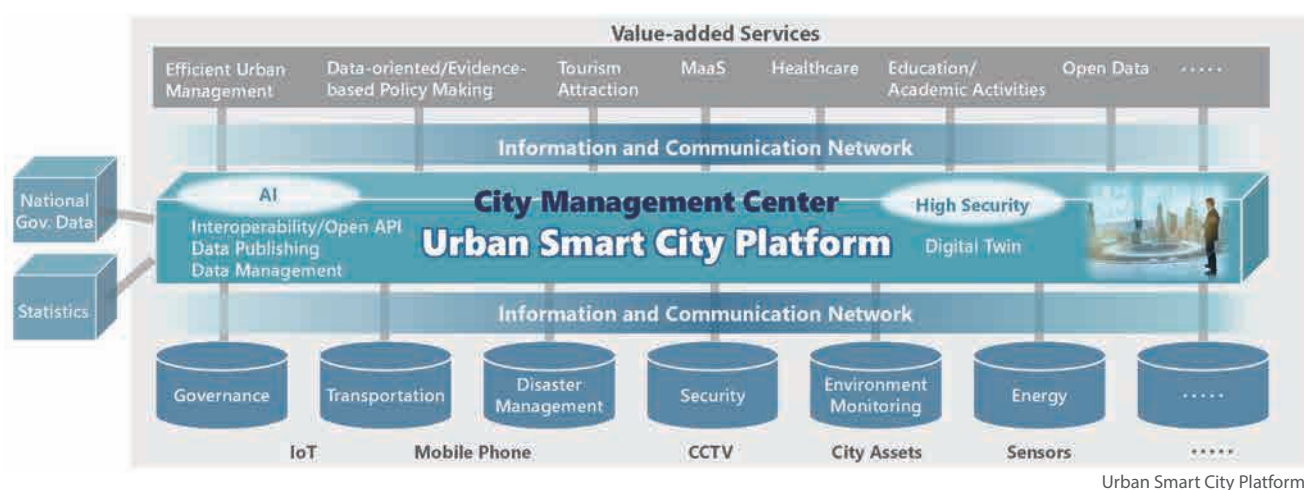 Value-added Services
Efficient Urban
Management
Data-oriented/Evidence-
based Policy Making
Tourism
Attraction
MaaS
Healthcare
Education/
Academic Activities
Open Data
.....
Information and Communication Network
National
Gov. Data
Statistics
AI
Interoperability/Open API
Data Publishing
Data Management
City Management Center
Urban Smart City Platform
High Security
Digital Twin
Information and Communication Network
Governance
Transportation
Disaster
Management
Security
Environment
Monitoring
Energy
.....
IoT
Mobile Phone
CCTV
City Assets
Sensors
.....
Urban Smart City Platform